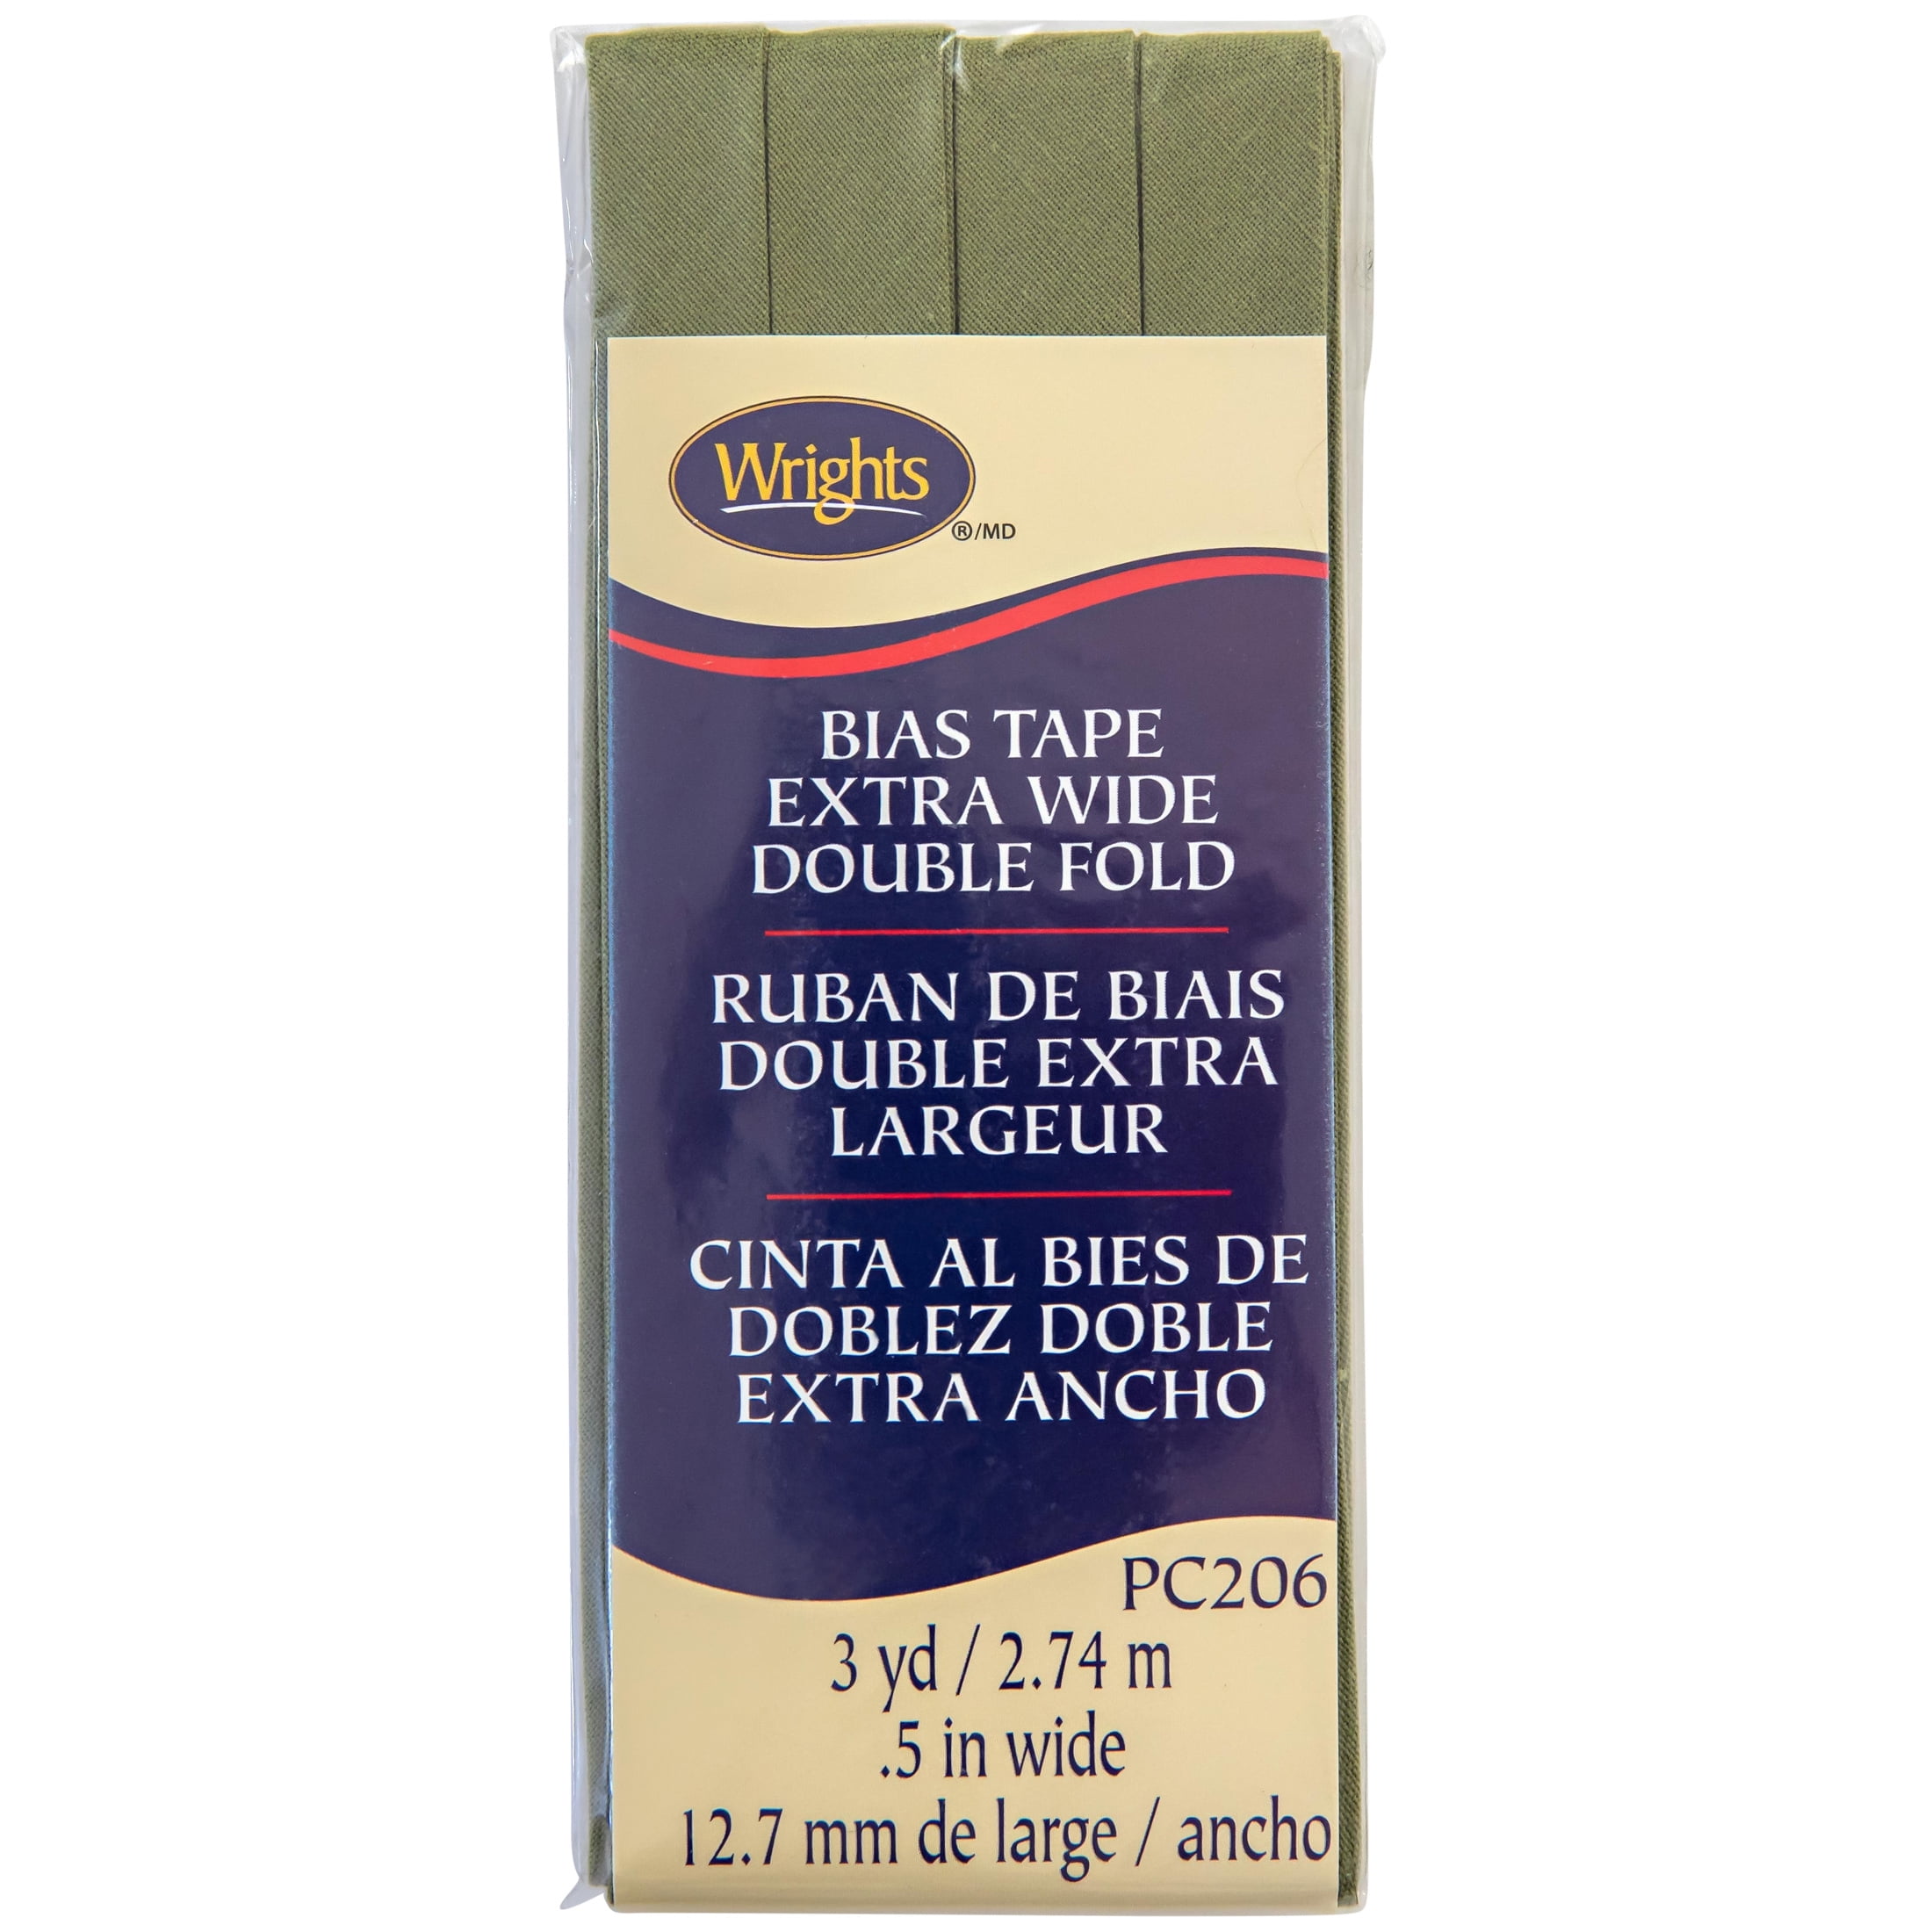 Wrights
®/MD
BIAS TAPE
EXTRA WIDE
DOUBLE FOLD
RUBAN DE BIAIS
DOUBLE EXTRA
LARGEUR
CINTA AL BIES DE
DOBLEZ DOBLE
EXTRA ANCHO
PC206
3 yd / 2.74 m
.5 in wide
12.7 mm de large / ancho